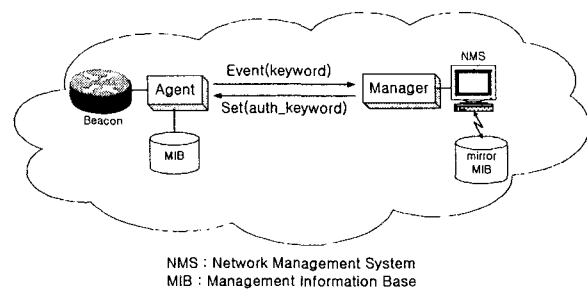 NMS
Event(keyword)
Agent
Manager
Set(auth_keyword)
Beacon
MIB
mirror
MIB
NMS : Network Management System
MIB : Management Information Base